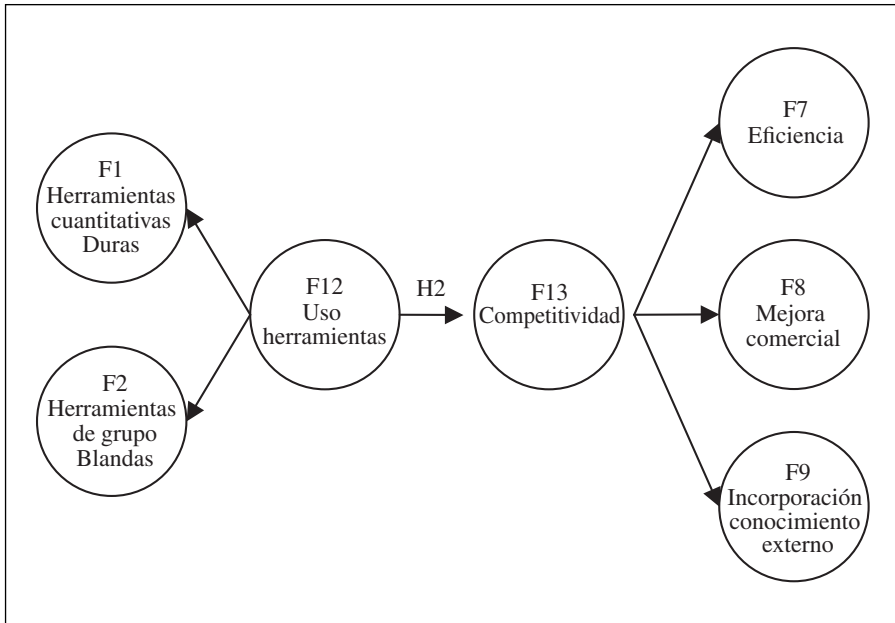 F1
Herramientas
cuantitativas
Duras
F2
Herramientas
de grupo
Blandas
F12
Uso
herramientas
H2
F13
Competitividad
F7
Eficiencia
F8
Mejora
comercial
F9
Incorporación
conocimiento
externo